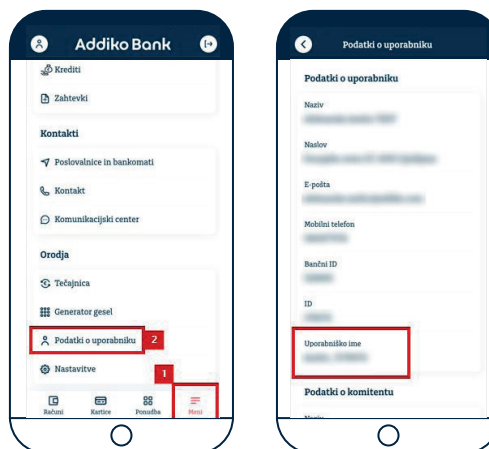 Addiko Bank
Krediti
Zahtevki
Kontakti
Poslovalnice in bankomati
Kontakt
Komunikacijski center
Orodja
Tečajnica
Generator gesel
Podatki o uporabniku
2
Nastavitve
1
Računi
Kartice
Ponudba
Meni
Podatki o uporabniku
Podatki o uporabniku
Naziv
Naslov
E-pošta
Mobilni telefon
Bančni ID
ID
Uporabniško ime
Podatki o komitentu